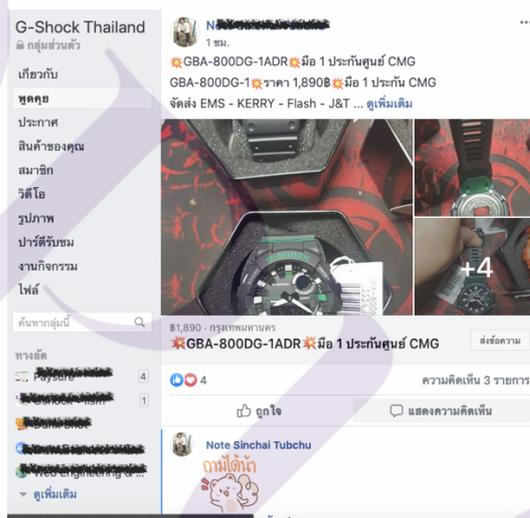 G-Shock Thailand
กลุ่มส่วนตัว
เกี่ยวกับ
พูดคุย
ประกาศ
สินค้าของคุณ
สมาชิก
วิดีโอ
รูปภาพ
ปาร์ตี้รับชม
งานกิจกรรม
ไฟล์
ค้นหากลุ่มนี้
ทางลัด
4
1
ดูเพิ่มเติม
1 ชม.
💥GBA-800DG-1ADR💥มือ 1 ประกันศูนย์ CMG
GBA-800DG-1💥ราคา 1,890฿💥มือ 1 ประกัน CMG
จัดส่ง EMS - KERRY - Flash - J&T ... ดูเพิ่มเติม
G-SHOCK
+4
฿1,890 · กรุงเทพมหานคร
💥GBA-800DG-1ADR💥มือ 1 ประกันศูนย์ CMG
ส่งข้อความ
4
ความคิดเห็น 3 รายการ
ถูกใจ
แสดงความคิดเห็น
Note Sinchai Tubchu
ถามได้น้า